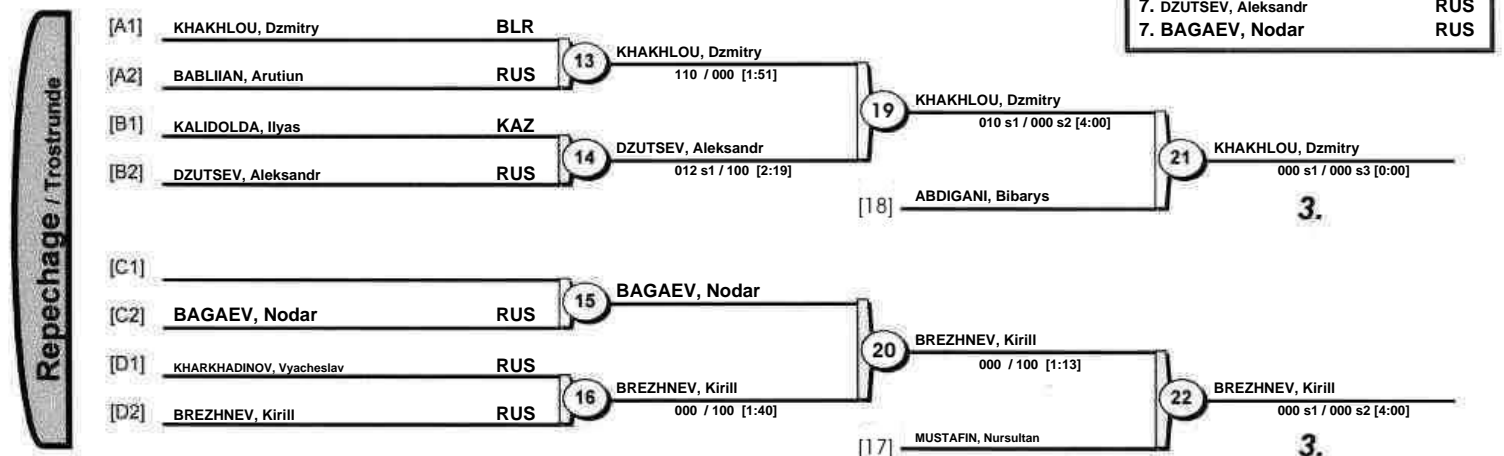 7. DZUTSEV, Aleksandr RUS
7. BAGAEV, Nodar RUS
Repechage / Trostrunde
[A1] KHAKHLOU, Dzmitry BLR
13 KHAKHLOU, Dzmitry
110 / 000 [1:51]
[A2] BABLIIAN, Arutiun RUS
19 KHAKHLOU, Dzmitry
010 s1 / 000 s2 [4:00]
[B1] KALIDOLDA, Ilyas KAZ
14 DZUTSEV, Aleksandr
012 s1 / 100 [2:19]
[B2] DZUTSEV, Aleksandr RUS
21 KHAKHLOU, Dzmitry
000 s1 / 000 s3 [0:00]
[18] ABDIGANI, Bibarys
3.
[C1]
15 BAGAEV, Nodar
[C2] BAGAEV, Nodar RUS
20 BREZHNEV, Kirill
000 / 100 [1:13]
[D1] KHARKHADINOV, Vyacheslav RUS
16 BREZHNEV, Kirill
000 / 100 [1:40]
[D2] BREZHNEV, Kirill RUS
22 BREZHNEV, Kirill
000 s1 / 000 s2 [4:00]
[17] MUSTAFIN, Nursultan
3.